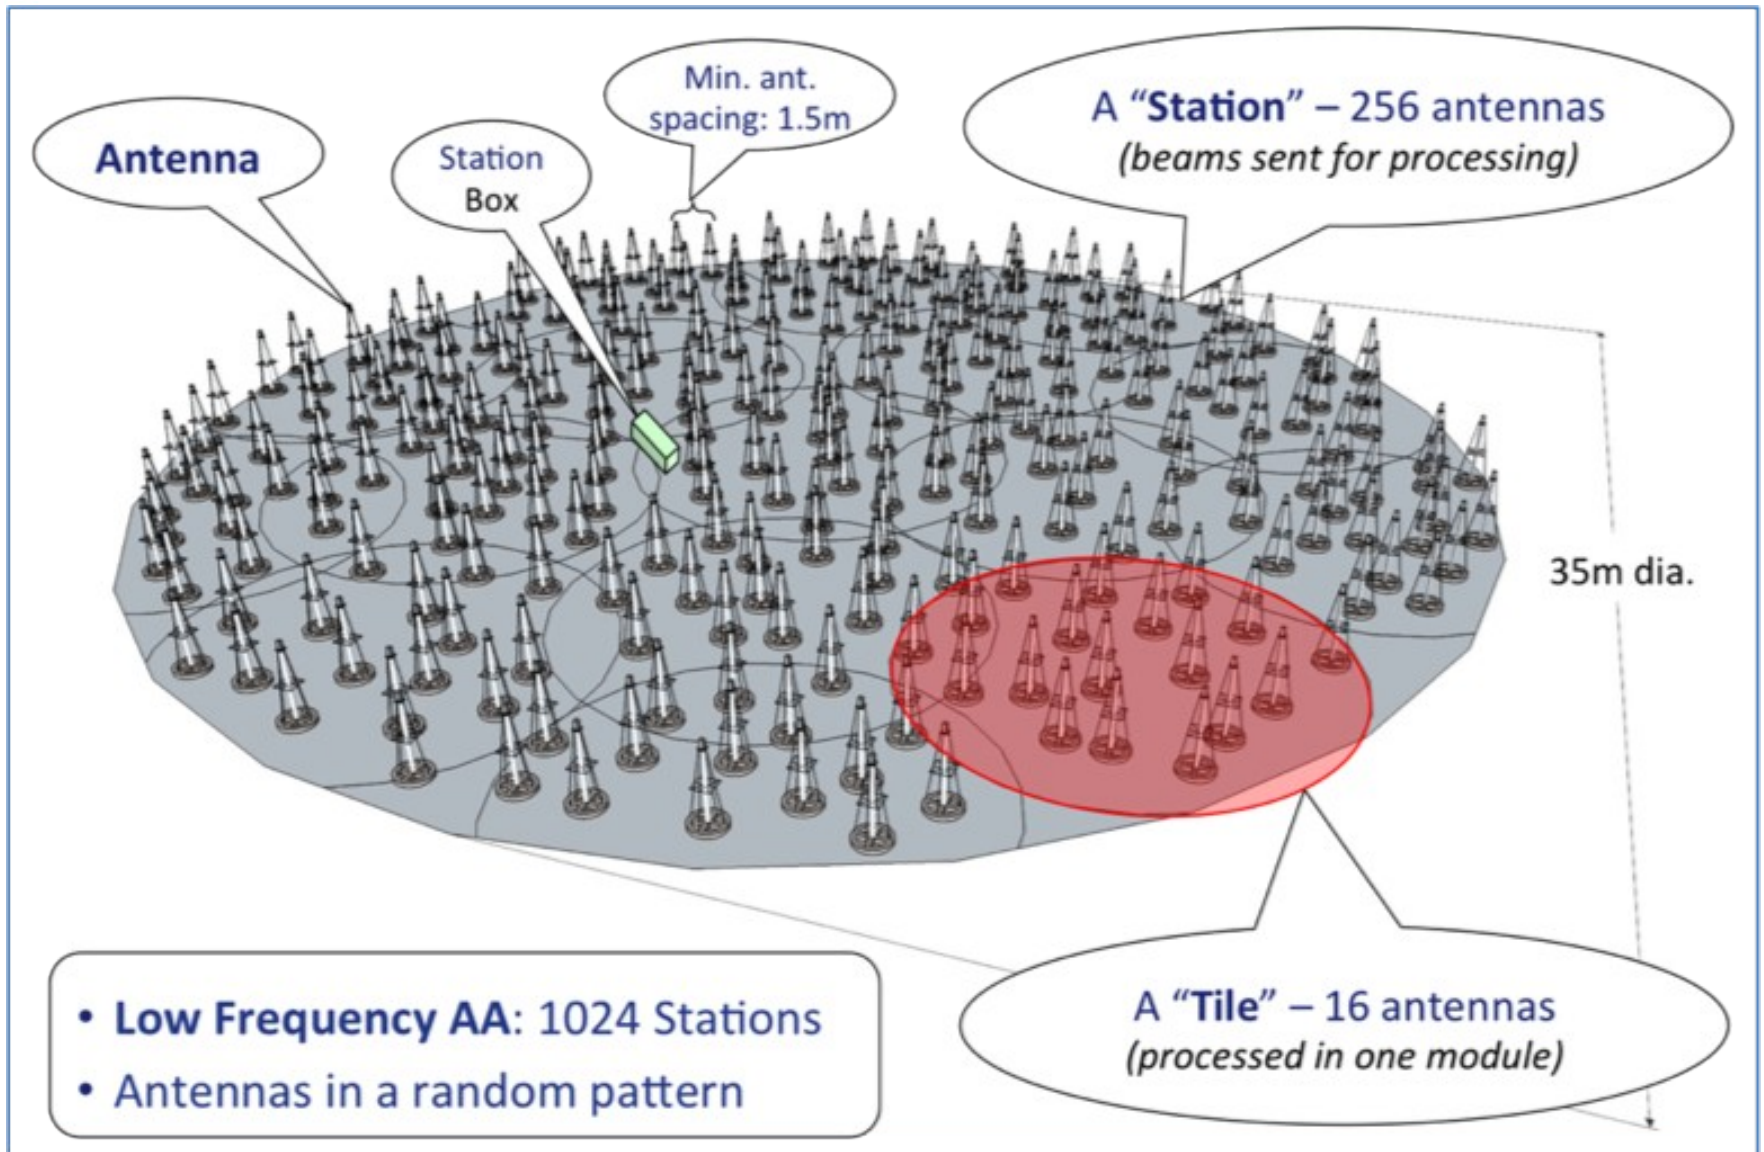 Min. ant.
spacing: 1.5m
A “Station” – 256 antennas
(beams sent for processing)
Antenna
Station
Box
35m dia.
A “Tile” – 16 antennas
(processed in one module)
• Low Frequency AA: 1024 Stations
• Antennas in a random pattern